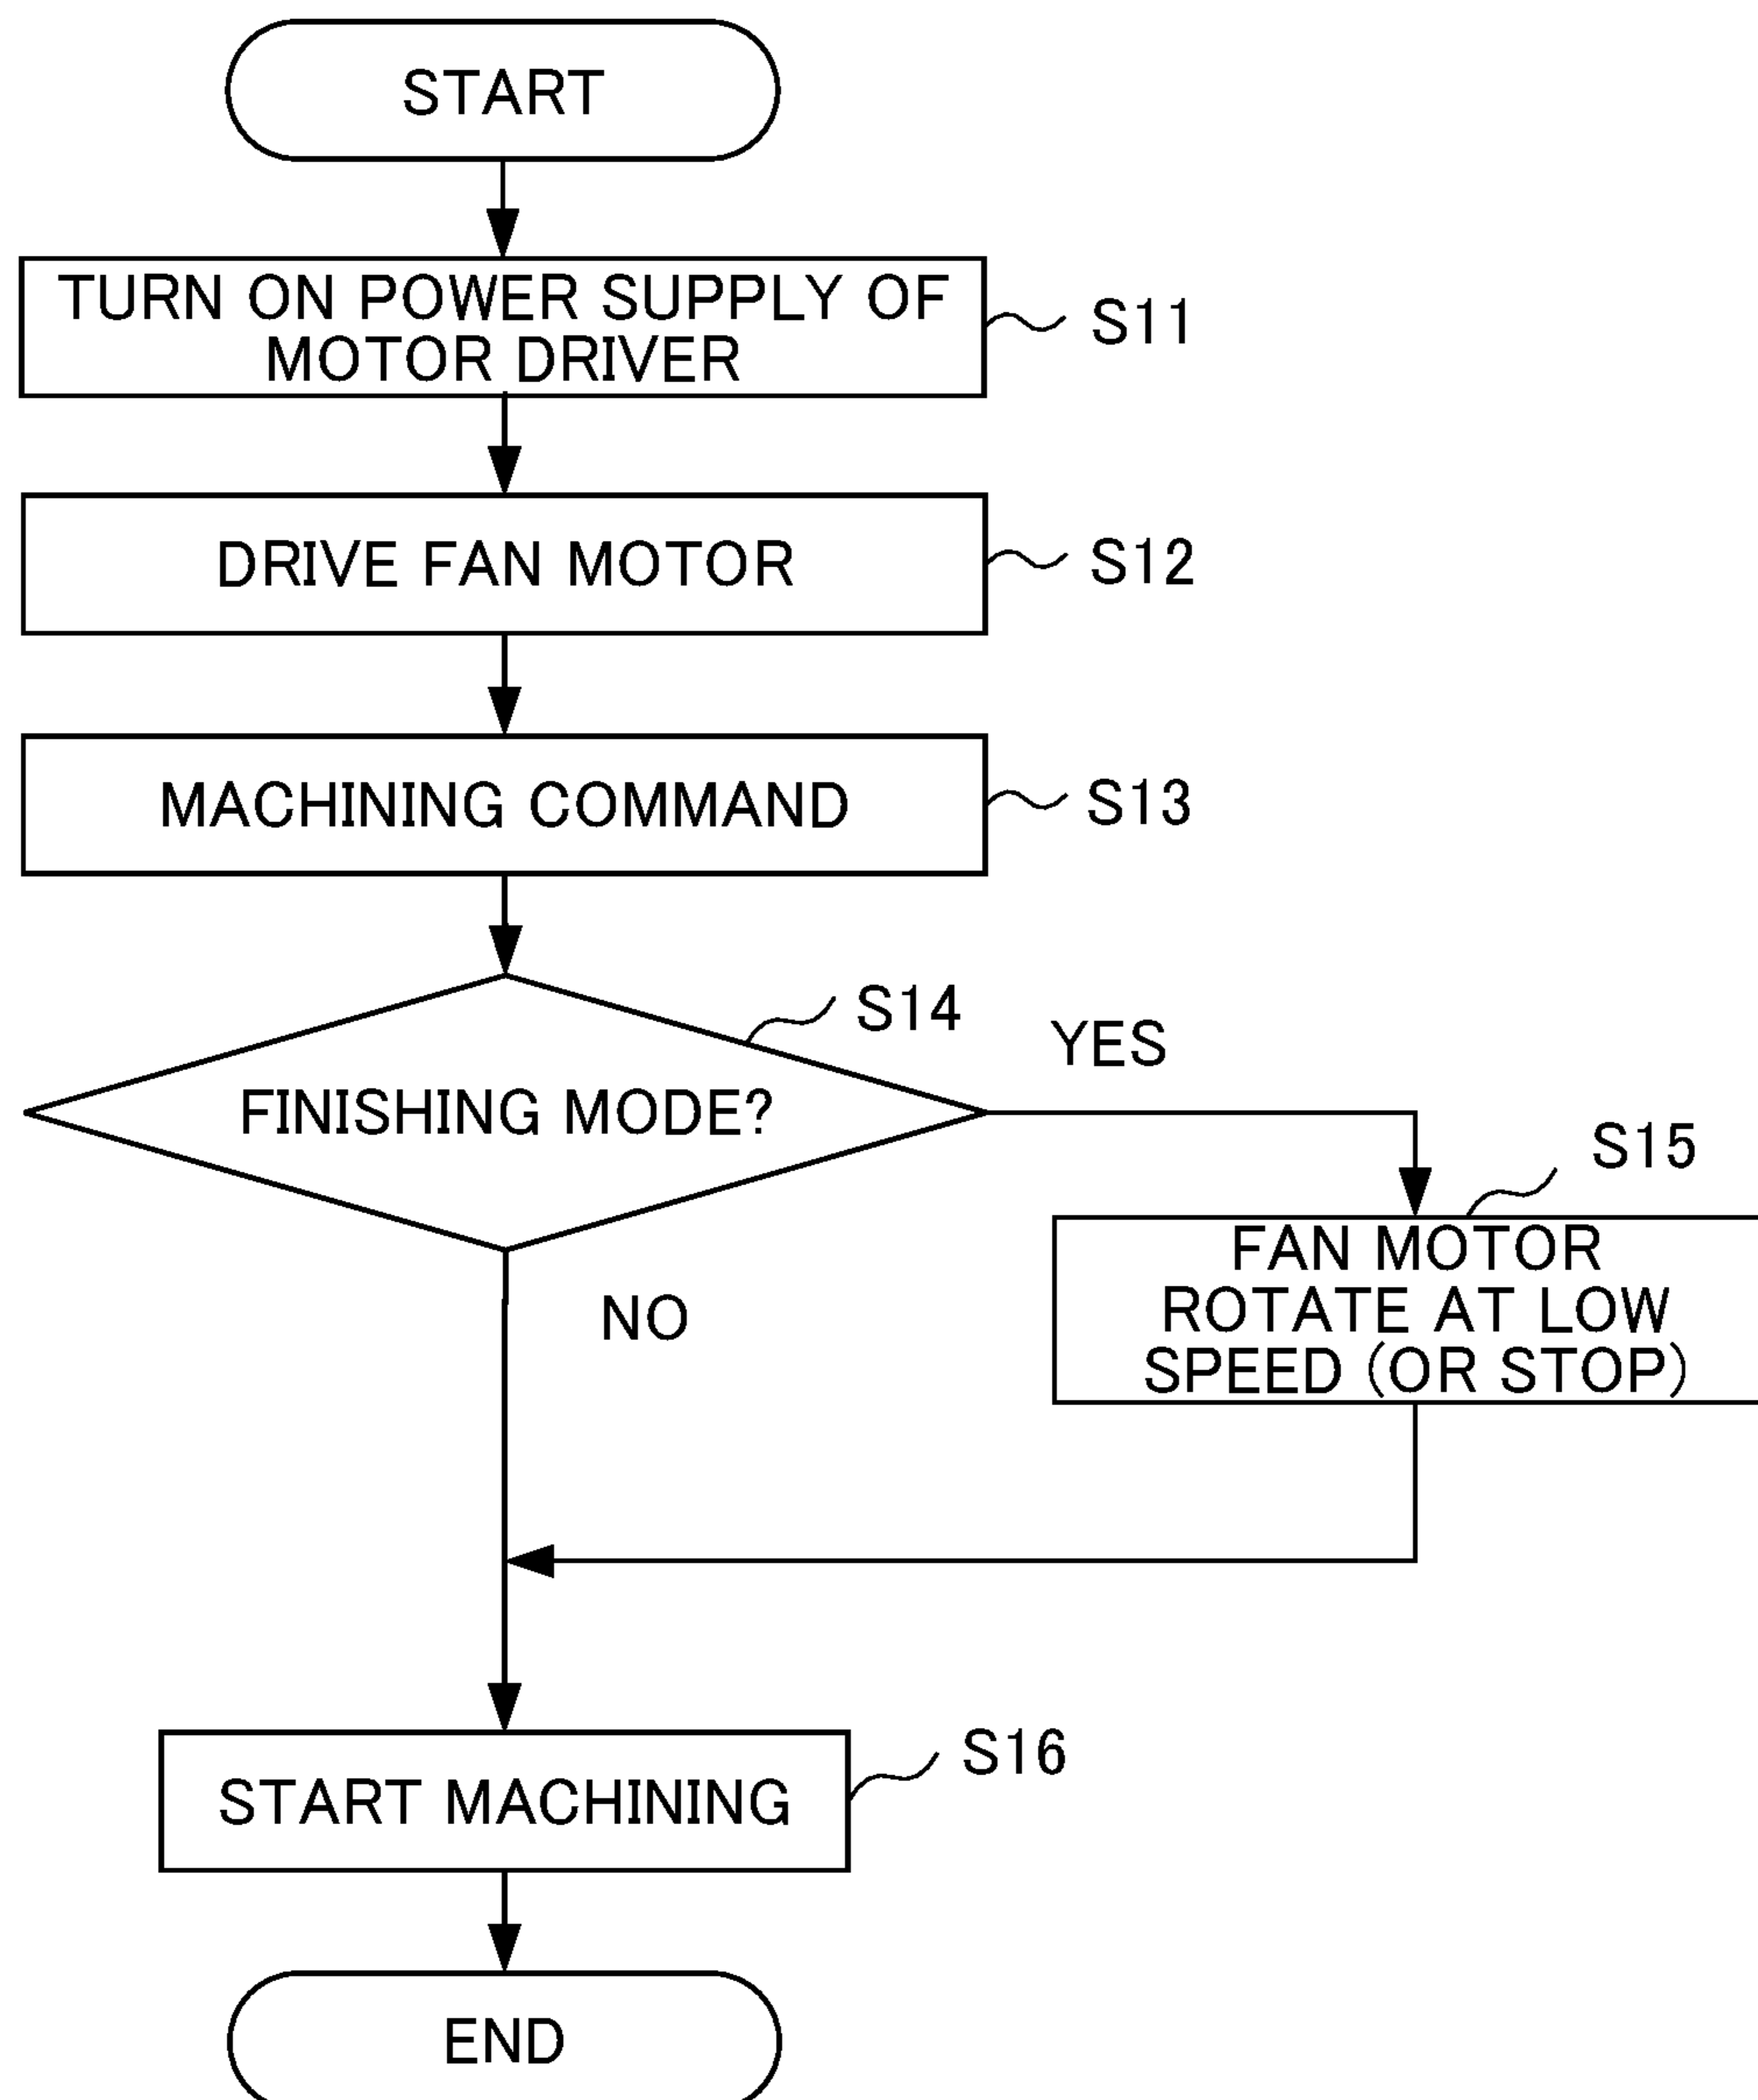 START
TURN ON POWER SUPPLY OF
MOTOR DRIVER
S11
DRIVE FAN MOTOR
S12
MACHINING COMMAND
S13
S14
FINISHING MODE?
YES
S15
FAN MOTOR
ROTATE AT LOW
SPEED (OR STOP)
NO
START MACHINING
S16
END